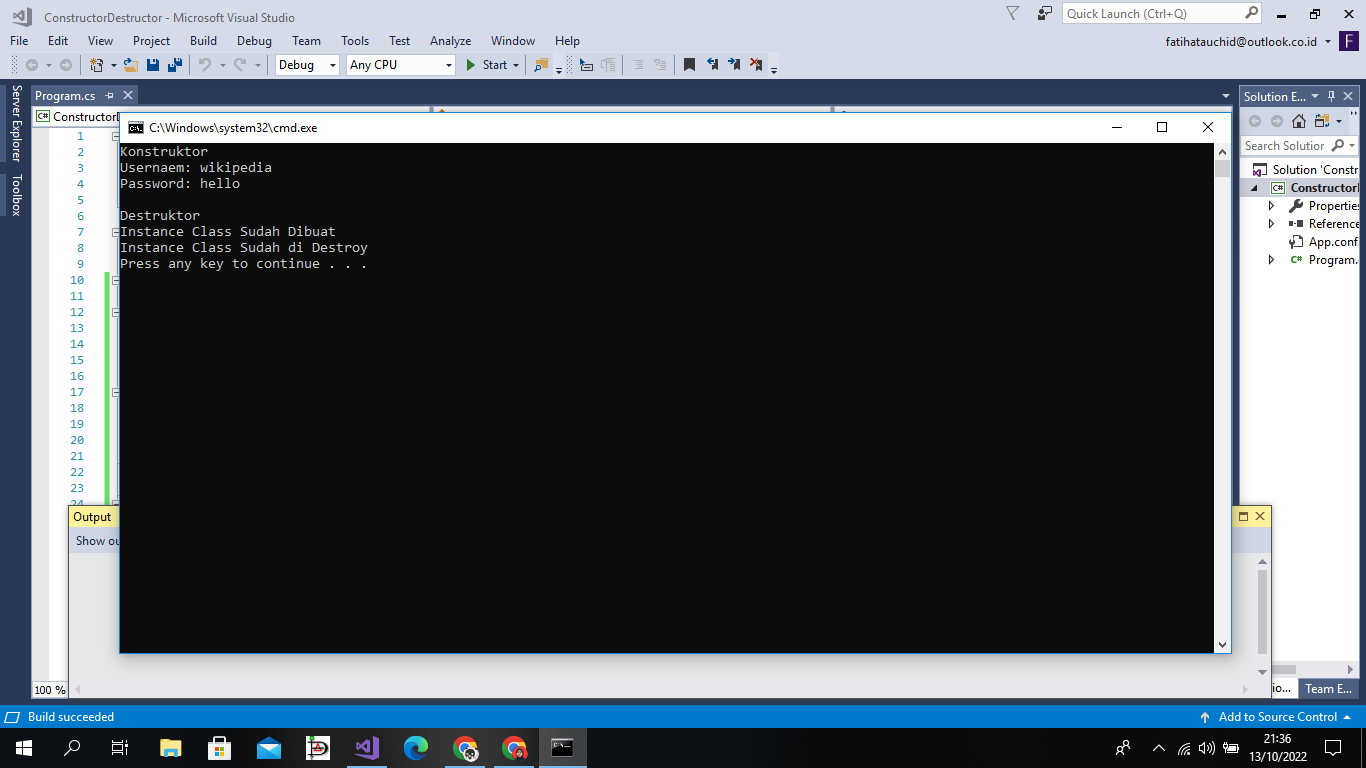 ConstructorDestructor - Microsoft Visual Studio
Quick Launch (Ctrl+Q)
File Edit View Project Build Debug Team Tools Test Analyze Window Help
fatihatauchid@outlook.co.id F
Debug Any CPU Start
Server Explorer
Toolbox
Program.cs
C# 
C:\Windows\system32\cmd.exe
Konstruktor
Usernaem: wikipedia
Password: hello
Destruktor
Instance Class Sudah Dibuat
Instance Class Sudah di Destroy
Press any key to continue . . .
1
2
3
4
5
6
7
8
9
10
11
12
13
14
15
16
17
18
19
20
21
22
23
24
Output
Show
100 %
Solution E...
Search Solution
Solution 'Constr
C# Constructor
Properties
Reference
App.conf
C# Program.
Team E...
Build succeeded
Add to Source Control
21:36
13/10/2022